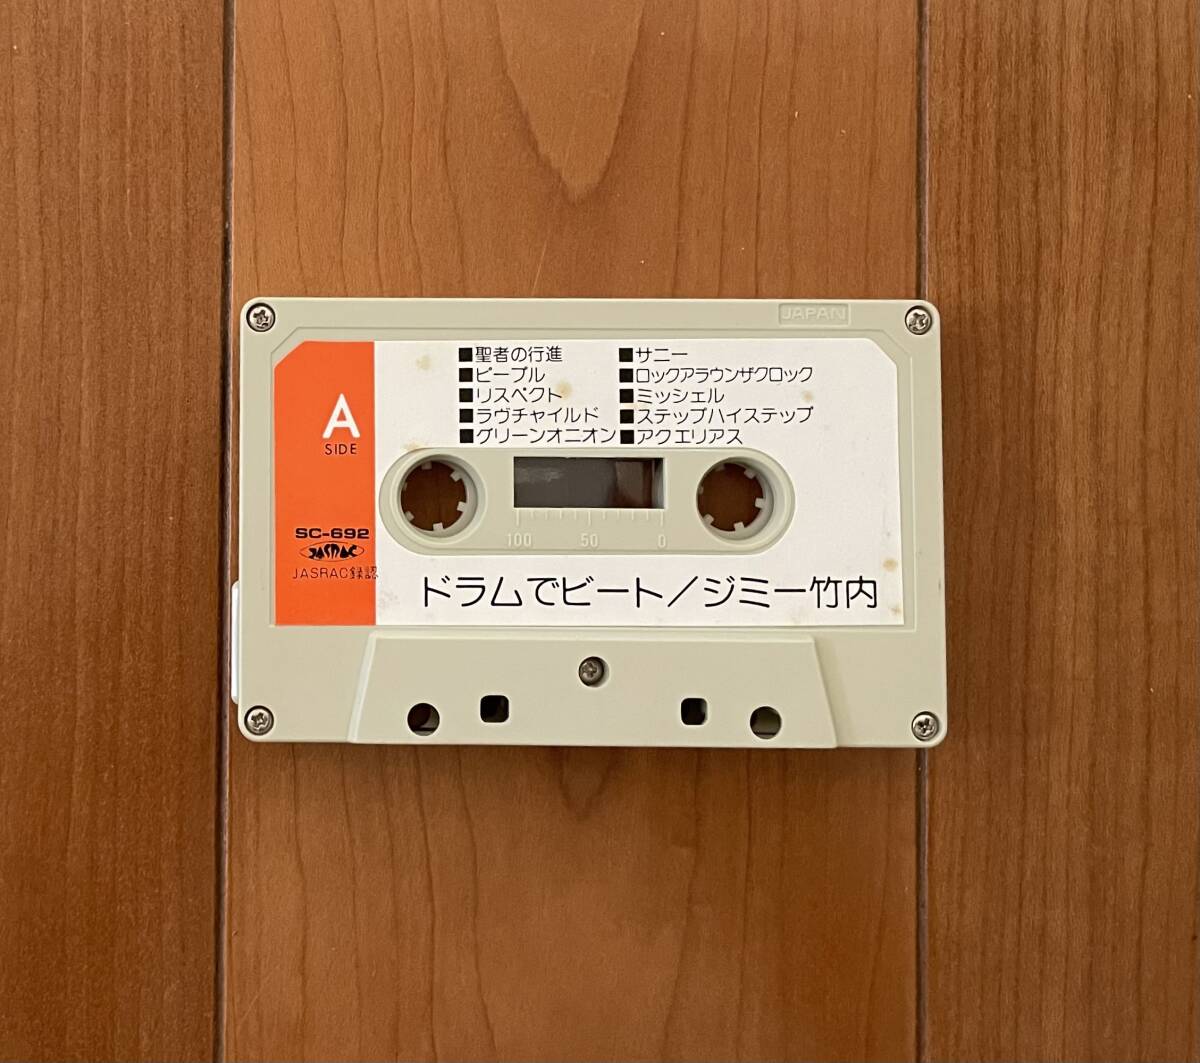 JAPAN
A
SIDE
■聖者の行進
■ピープル
■リスペクト
■ラヴチャイルド
■グリーンオニオン
■サニー
■ロックアラウンザクロック
■ミッシェル
■ステップハイステップ
■アクエリアス
100 50 0
SC-692
JASRAC
JASRAC録認
ドラムでビート/ジミー竹内